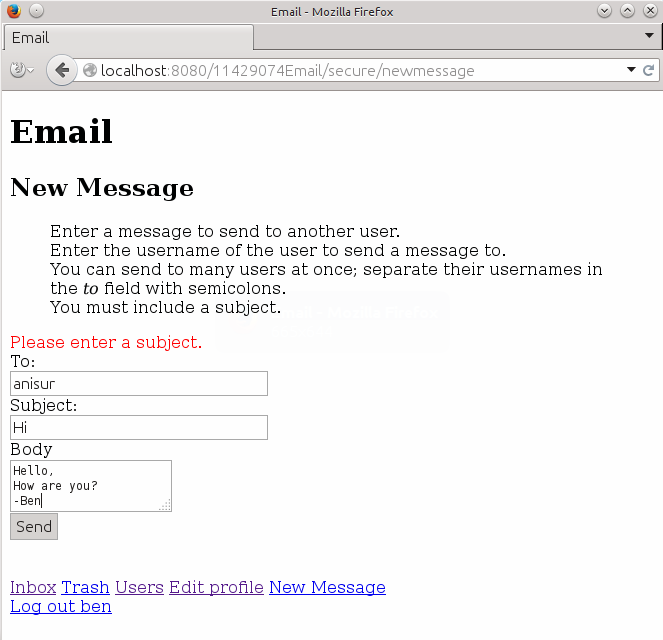 Email - Mozilla Firefox
Email
localhost:8080/11429074Email/secure/newmessage
Email
New Message
Enter a message to send to another user.
Enter the username of the user to send a message to.
You can send to many users at once; separate their usernames in
the to field with semicolons.
You must include a subject.
Please enter a subject.
To:
anisur
Subject:
Hi
Body
Hello,
How are you?
-Ben
Send
Inbox Trash Users Edit profile New Message
Log out ben